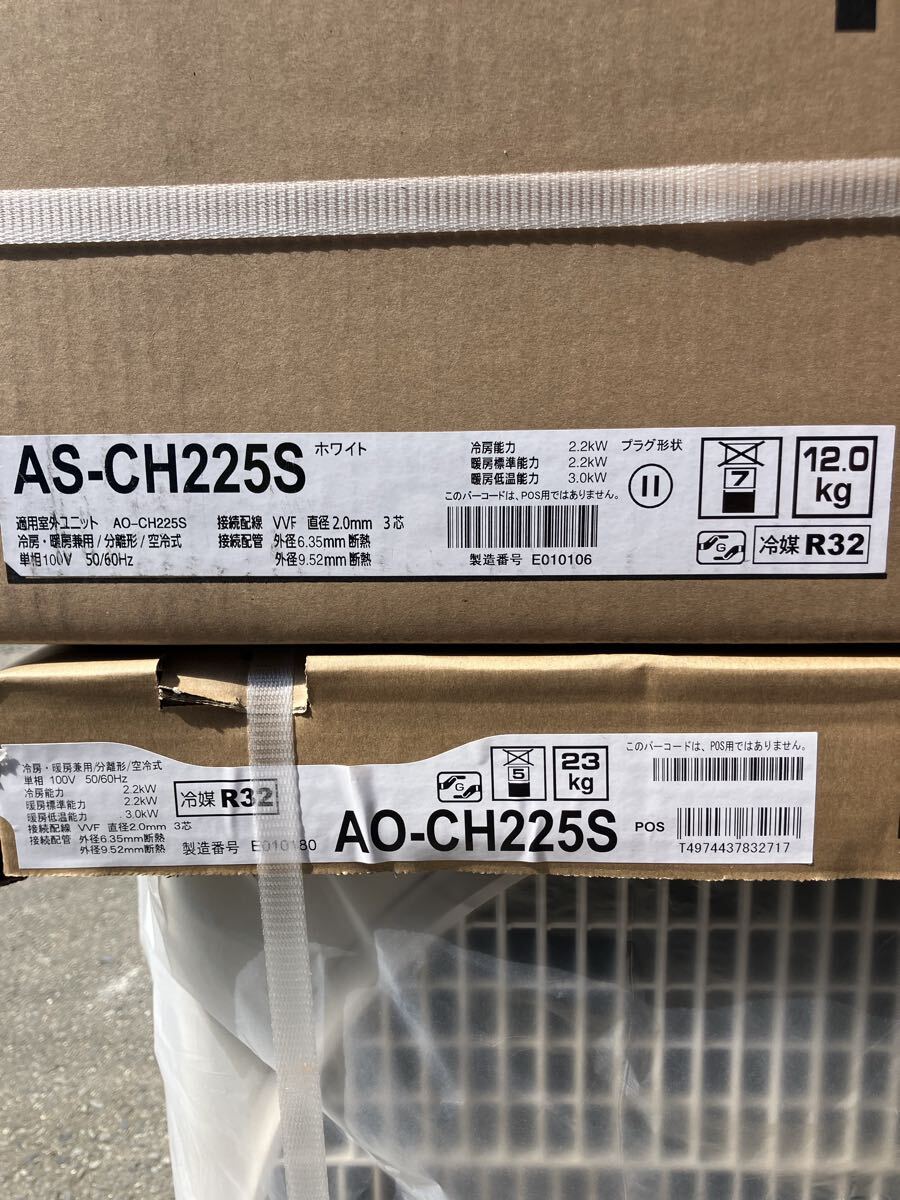 AS-CH225S ホワイト
適用室外ユニット AO-CH225S
冷房・暖房兼用/分離形/空冷式
単相100V 50/60Hz
接続配線 VVF 直径2.0mm 3芯
接続配管 外径6.35mm断熱
外径9.52mm断熱
冷房能力 2.2kW
暖房標準能力 2.2kW
暖房低温能力 3.0kW
このバーコードは、POS用ではありません。
製造番号 E010106
プラグ形状
7
12.0
kg
G
冷媒 R32
冷房・暖房兼用/分離形/空冷式
単相 100V 50/60Hz
冷房能力 2.2kW
暖房標準能力 2.2kW
暖房低温能力 3.0kW
接続配線 VVF 直径2.0mm 3芯
接続配管 外径6.35mm断熱
外径9.52mm断熱
冷媒 R32
製造番号 E010180
G
5
23
kg
AO-CH225S
このバーコードは、POS用ではありません。
POS
T4974437832717